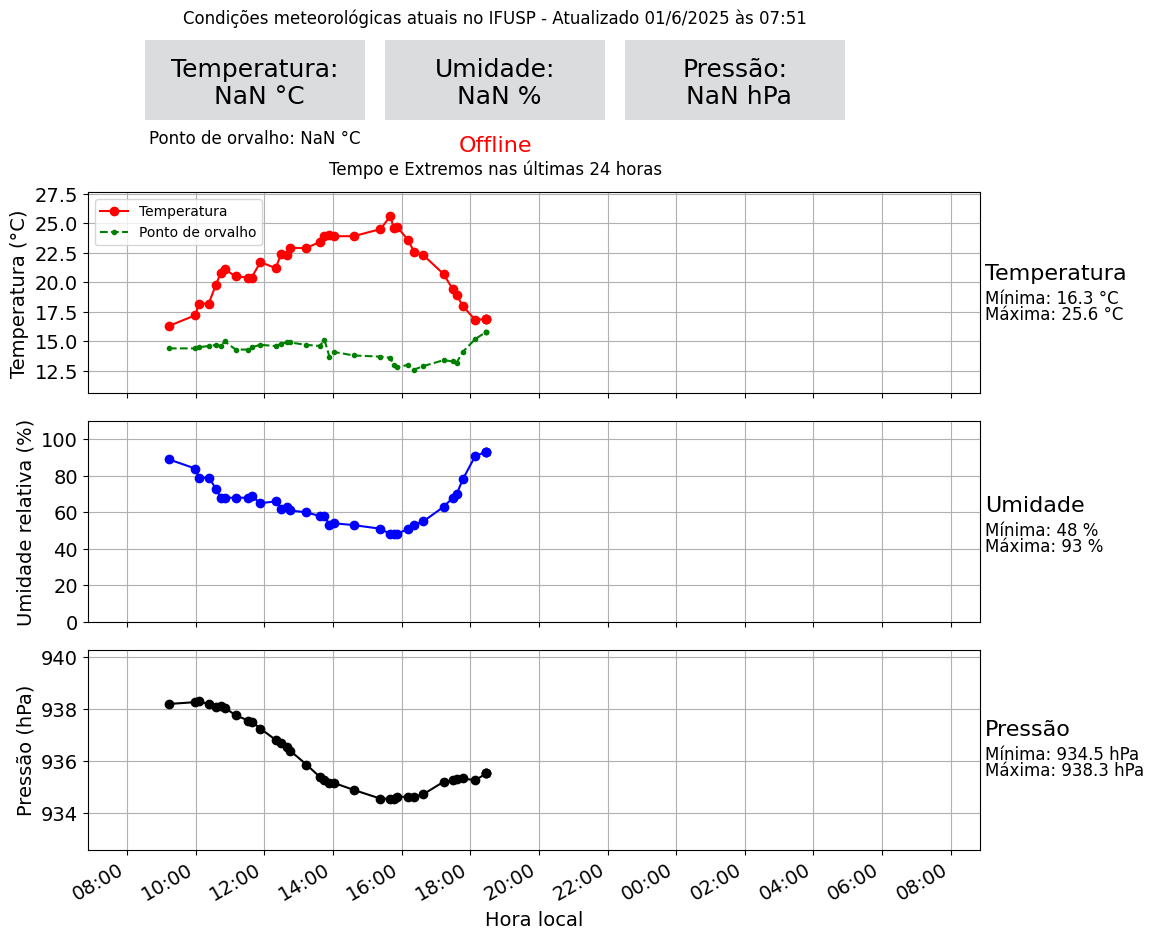 Condições meteorológicas atuais no IFUSP - Atualizado 01/6/2025 às 07:51
Temperatura:
NaN °C
Umidade:
NaN %
Pressão:
NaN hPa
Ponto de orvalho: NaN °C
Offline
Tempo e Extremos nas últimas 24 horas
Temperatura (°C)
27.5
25.0
22.5
20.0
17.5
15.0
12.5
Temperatura
Ponto de orvalho
Temperatura
Mínima: 16.3 °C
Máxima: 25.6 °C
Umidade relativa (%)
100
80
60
40
20
0
Umidade
Mínima: 48 %
Máxima: 93 %
Pressão (hPa)
940
938
936
934
Pressão
Mínima: 934.5 hPa
Máxima: 938.3 hPa
08:00
10:00
12:00
14:00
16:00
18:00
20:00
22:00
00:00
02:00
04:00
06:00
08:00
Hora local